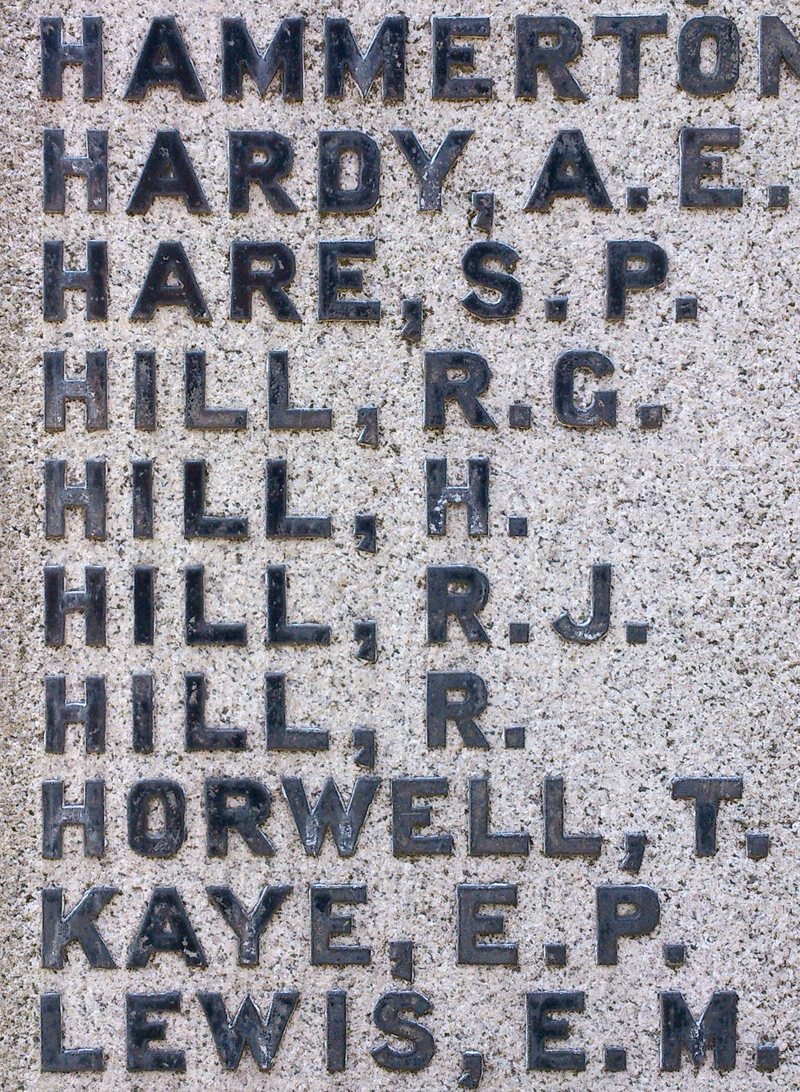 HAMMERTON
HARDY, A. E.
HARE, S. P.
HILL, R.G.
HILL, H.
HILL, R. J.
HILL, R.
HORWELL, T.
KAYE, E. P.
LEWIS, E. M.